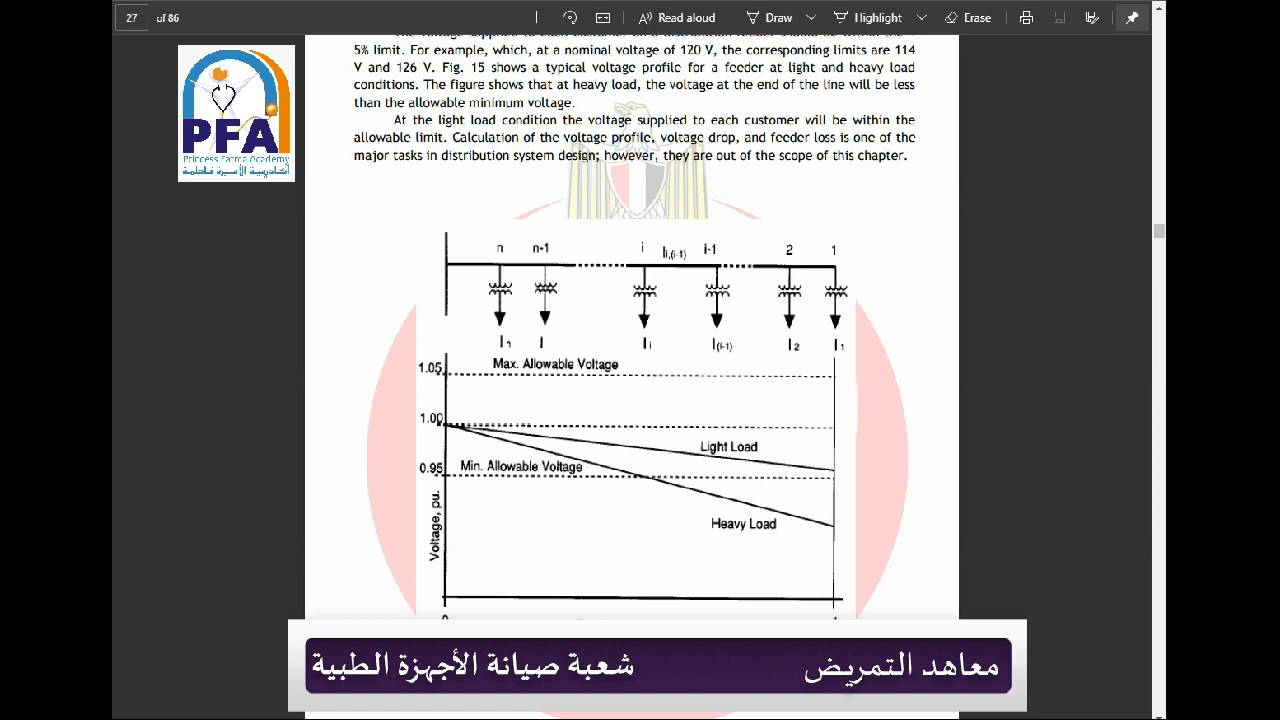 27 of 86
Read aloud
Draw
Highlight
Erase
PFA
Princess Fatma Academy
أكاديمية الأميرة فاطمة
5% limit. For example, which, at a nominal voltage of 120 V, the corresponding limits are 114
V and 126 V. Fig. 15 shows a typical voltage profile for a feeder at light and heavy load
conditions. The figure shows that at heavy load, the voltage at the end of the line will be less
than the allowable minimum voltage.
At the light load condition the voltage supplied to each customer will be within the
allowable limit. Calculation of the voltage profile, voltage drop, and feeder loss is one of the
major tasks in distribution system design; however, they are out of the scope of this chapter.
n n-1 i Ii,(i-1) i-1 2 1
In I Ii I(i-1) I2 I1
Max. Allowable Voltage
1.05
1.00
Light Load
Min. Allowable Voltage
0.95
Heavy Load
Voltage, pu.
معاهد التمريض
شعبة صيانة الأجهزة الطبية